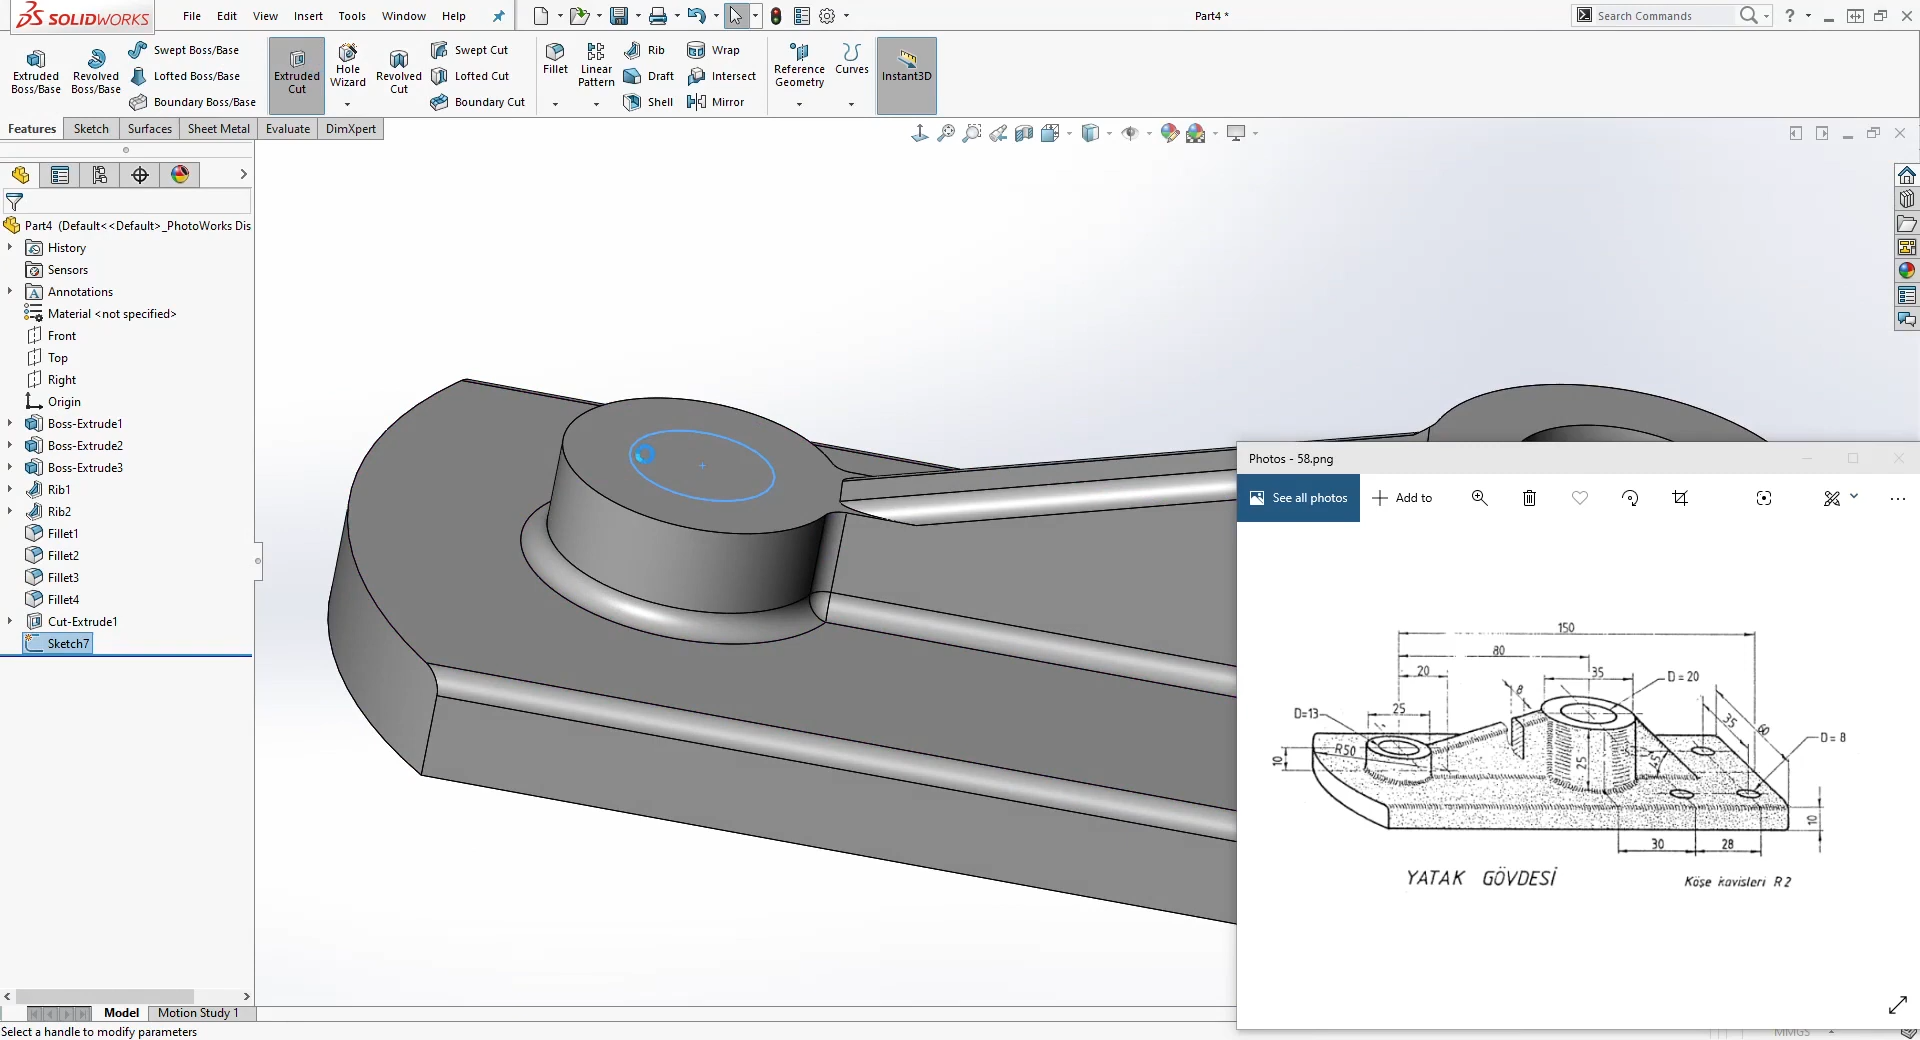 SOLIDWORKS
File Edit View Insert Tools Window Help
Part4 *
Search Commands
Extruded Boss/Base
Revolved Boss/Base
Swept Boss/Base
Lofted Boss/Base
Boundary Boss/Base
Extruded Cut
Hole Wizard
Revolved Cut
Swept Cut
Lofted Cut
Boundary Cut
Fillet
Linear Pattern
Rib
Draft
Shell
Wrap
Intersect
Mirror
Reference Geometry
Curves
Instant3D
Features Sketch Surfaces Sheet Metal Evaluate DimXpert
Part4 (Default<<Default>_PhotoWorks Dis
History
Sensors
Annotations
Material <not specified>
Front
Top
Right
Origin
Boss-Extrude1
Boss-Extrude2
Boss-Extrude3
Rib1
Rib2
Fillet1
Fillet2
Fillet3
Fillet4
Cut-Extrude1
Sketch7
Photos - 58.png
See all photos
Add to
150
80
20
35
D=20
8
D=13
25
35
60
D=8
R50
10
25
45
10
30
28
YATAK GÖVDESİ
Köşe kavisleri R2
Model Motion Study 1
Select a handle to modify parameters
MMGS